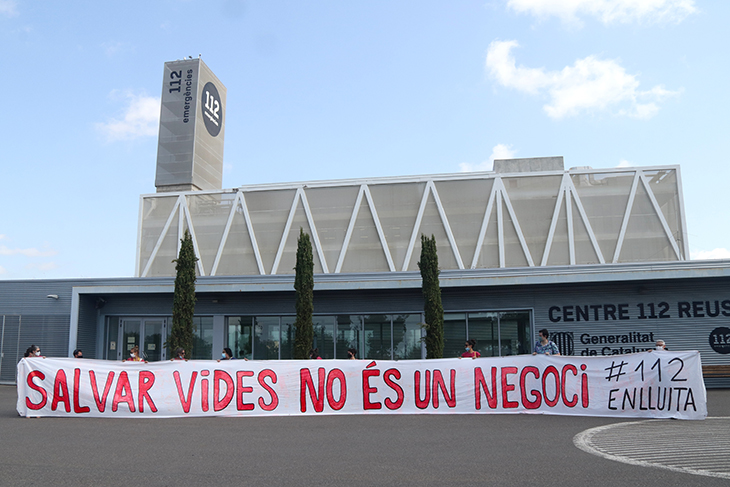 112
emergències
112
CENTRE 112 REUS
Generalitat
de Catalunya
112
SALVAR ViDES NO ÉS UN NEGOCi
#112
ENLLUITA